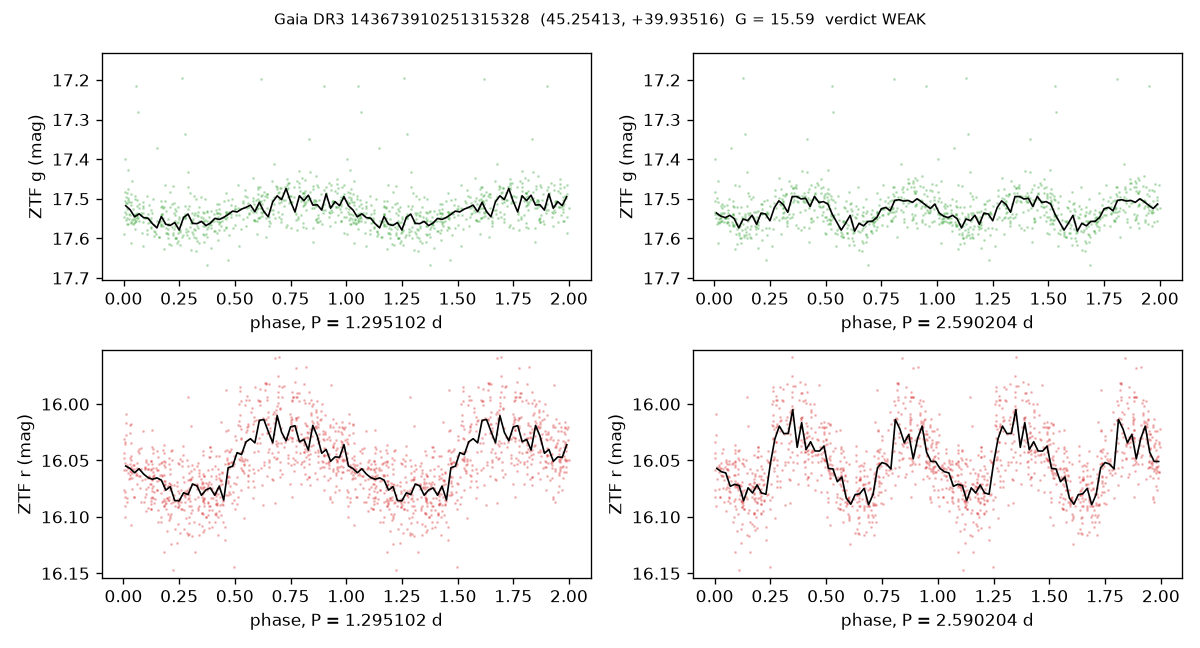 Gaia DR3 143673910251315328 (45.25413, +39.93516) G = 15.59 verdict WEAK
ZTF g (mag)
17.2
17.3
17.4
17.5
17.6
17.7
0.00 0.25 0.50 0.75 1.00 1.25 1.50 1.75 2.00
phase, P = 1.295102 d
ZTF g (mag)
17.2
17.3
17.4
17.5
17.6
17.7
0.00 0.25 0.50 0.75 1.00 1.25 1.50 1.75 2.00
phase, P = 2.590204 d
ZTF r (mag)
16.00
16.05
16.10
16.15
0.00 0.25 0.50 0.75 1.00 1.25 1.50 1.75 2.00
phase, P = 1.295102 d
ZTF r (mag)
16.00
16.05
16.10
16.15
0.00 0.25 0.50 0.75 1.00 1.25 1.50 1.75 2.00
phase, P = 2.590204 d